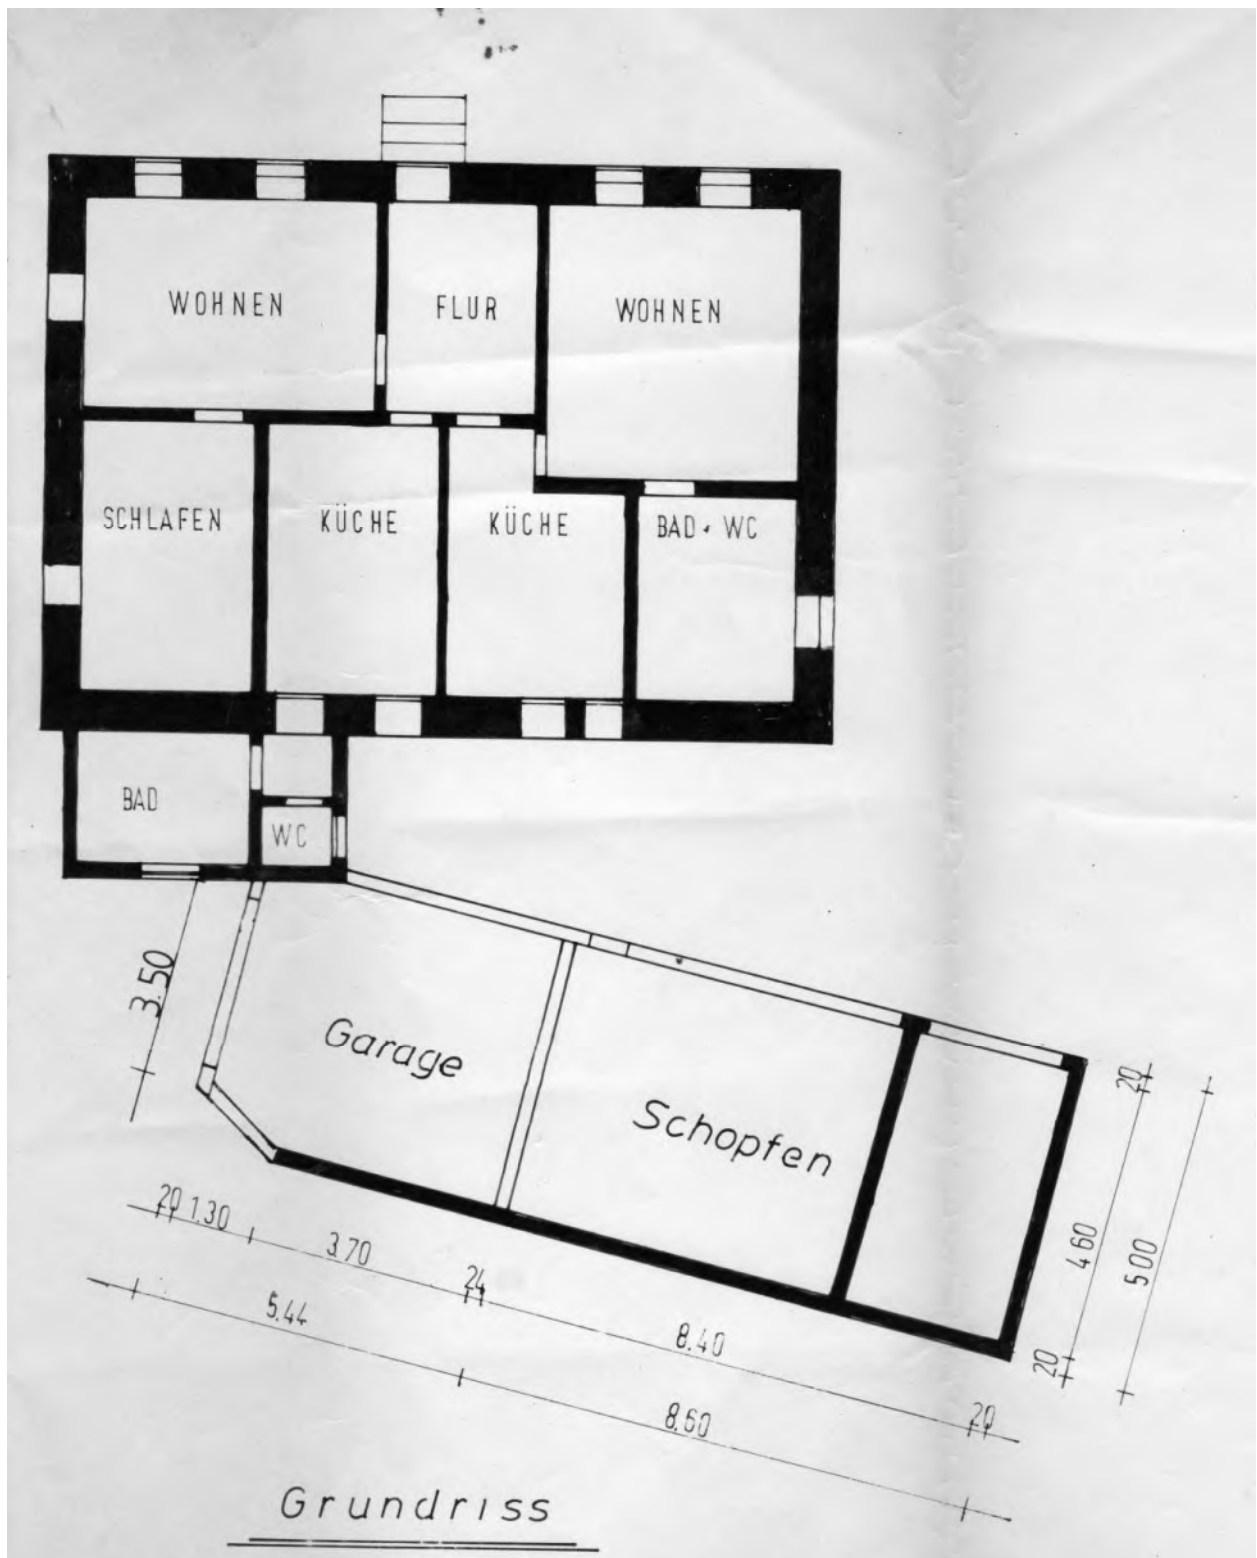 WOHNEN
FLUR
WOHNEN
SCHLAFEN
KÜCHE
KÜCHE
BAD + WC
BAD
WC
3.50
Garage
Schopfen
20
1.30
3.70
24
8.40
20
5.44
8.60
20
4.60
20
5.00
Grundriss